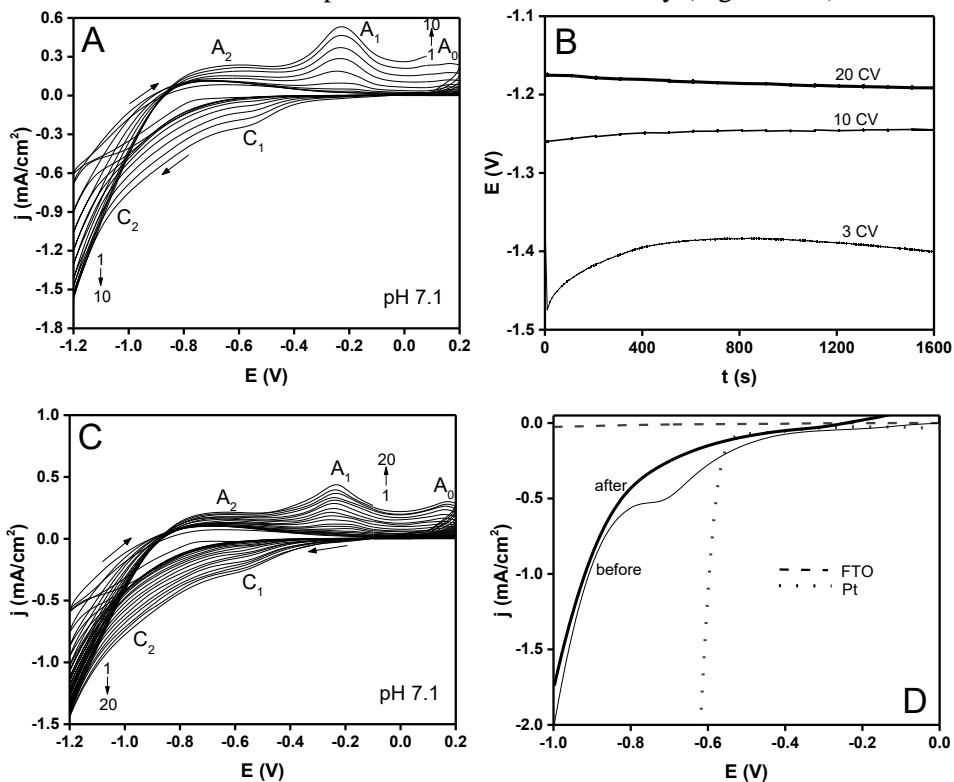 A
A2
A1
10
1
A0
C1
C2
1
10
pH 7.1
0.6
0.3
0.0
-0.3
-0.6
-0.9
-1.2
-1.5
-1.8
j (mA/cm2)
-1.2 -1.0 -0.8 -0.6 -0.4 -0.2 0.0 0.2
E (V)
B
20 CV
10 CV
3 CV
-1.1
-1.2
-1.3
-1.4
-1.5
E (V)
0 400 800 1200 1600
t (s)
C
A2
A1
20
1
A0
C1
C2
1
20
pH 7.1
1.0
0.5
0.0
-0.5
-1.0
-1.5
j (mA/cm2)
-1.2 -1.0 -0.8 -0.6 -0.4 -0.2 0.0 0.2
E (V)
after
before
FTO
Pt
D
0.0
-0.5
-1.0
-1.5
-2.0
j (mA/cm2)
-1.0 -0.8 -0.6 -0.4 -0.2 0.0
E (V)